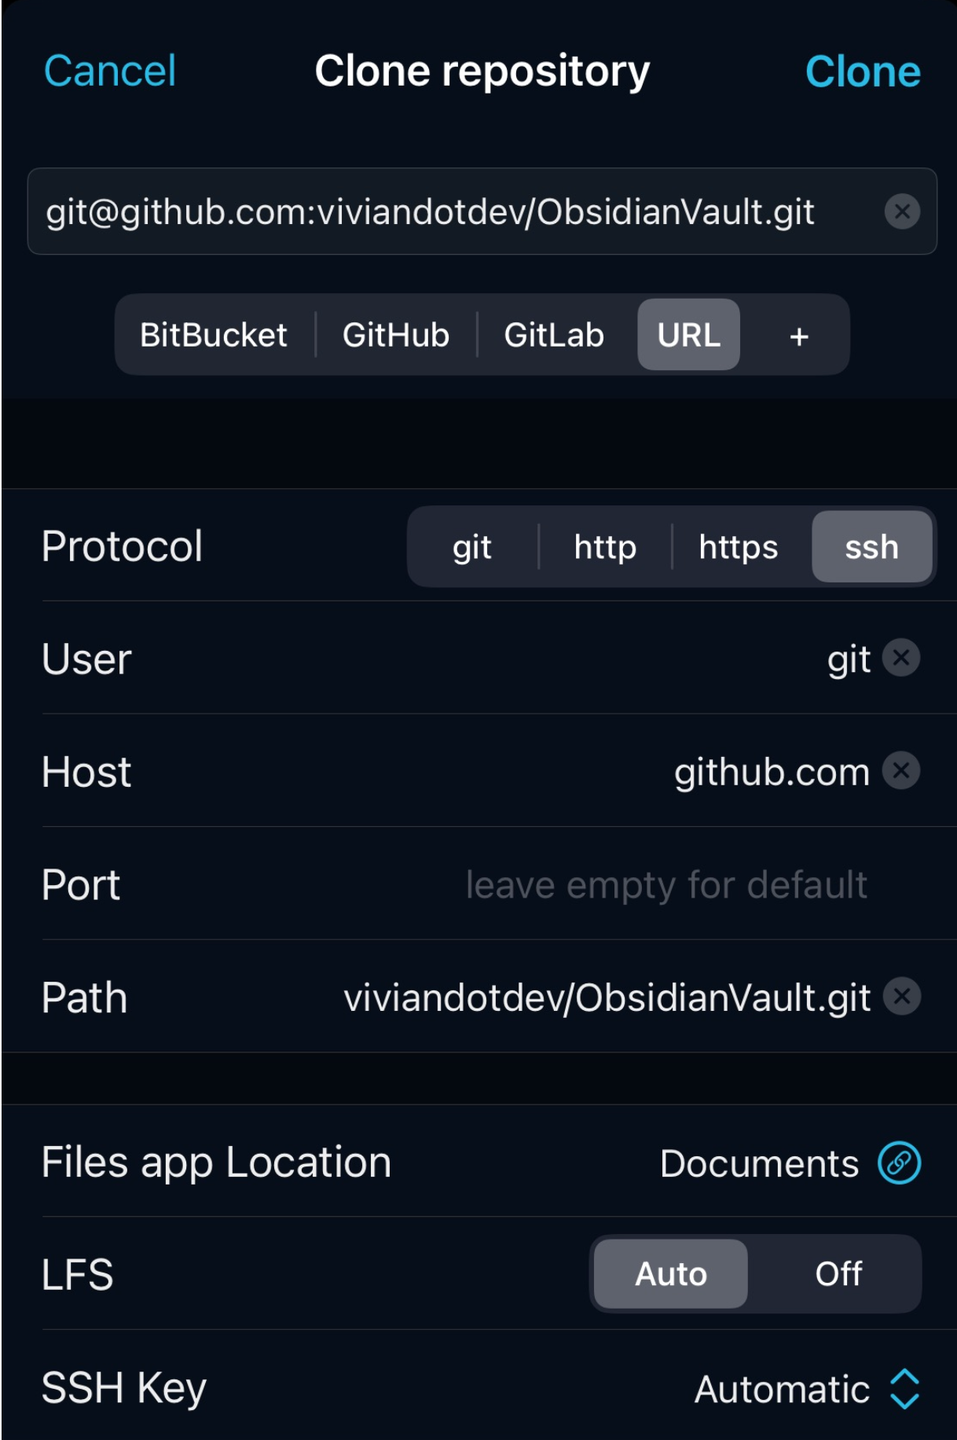 Cancel Clone repository Clone
git@github.com:viviandotdev/ObsidianVault.git
BitBucket GitHub GitLab URL +
Protocol git http https ssh
User git
Host github.com
Port leave empty for default
Path viviandotdev/ObsidianVault.git
Files app Location Documents
LFS Auto Off
SSH Key Automatic